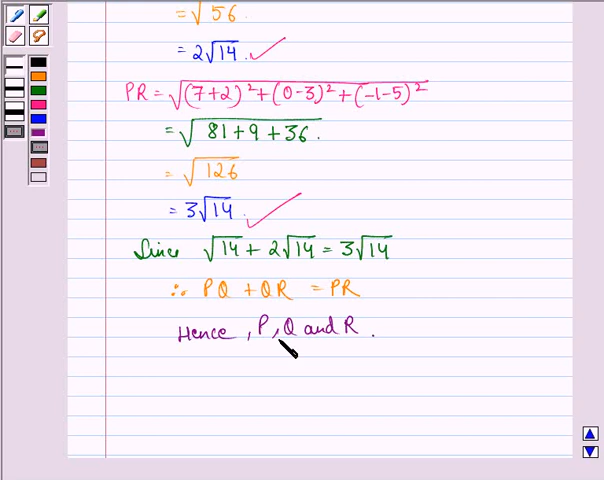 = √56
= 2√14 .
PR = √(7+2)² + (0-3)² + (-1-5)²
= √81 + 9 + 36 .
= √126
= 3√14 .
Since √14 + 2√14 = 3√14
∴ PQ + QR = PR
Hence , P, Q and R .